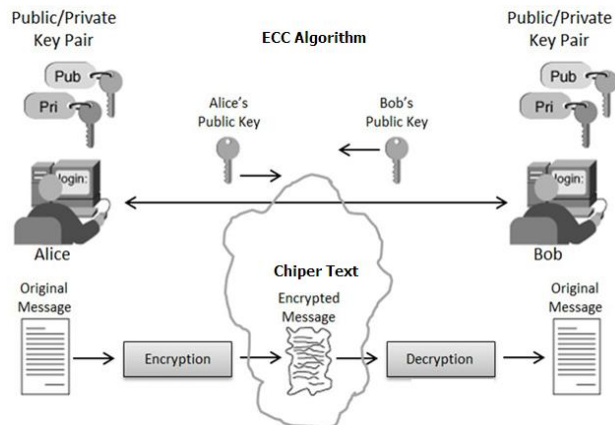 Public/Private
Key Pair
ECC Algorithm
Public/Private
Key Pair
Pub
Pri
Alice's
Public Key
Bob's
Public Key
Pub
Pri
login:
login:
Alice
Bob
Chiper Text
Original
Message
Encrypted
Message
Original
Message
Encryption
Decryption